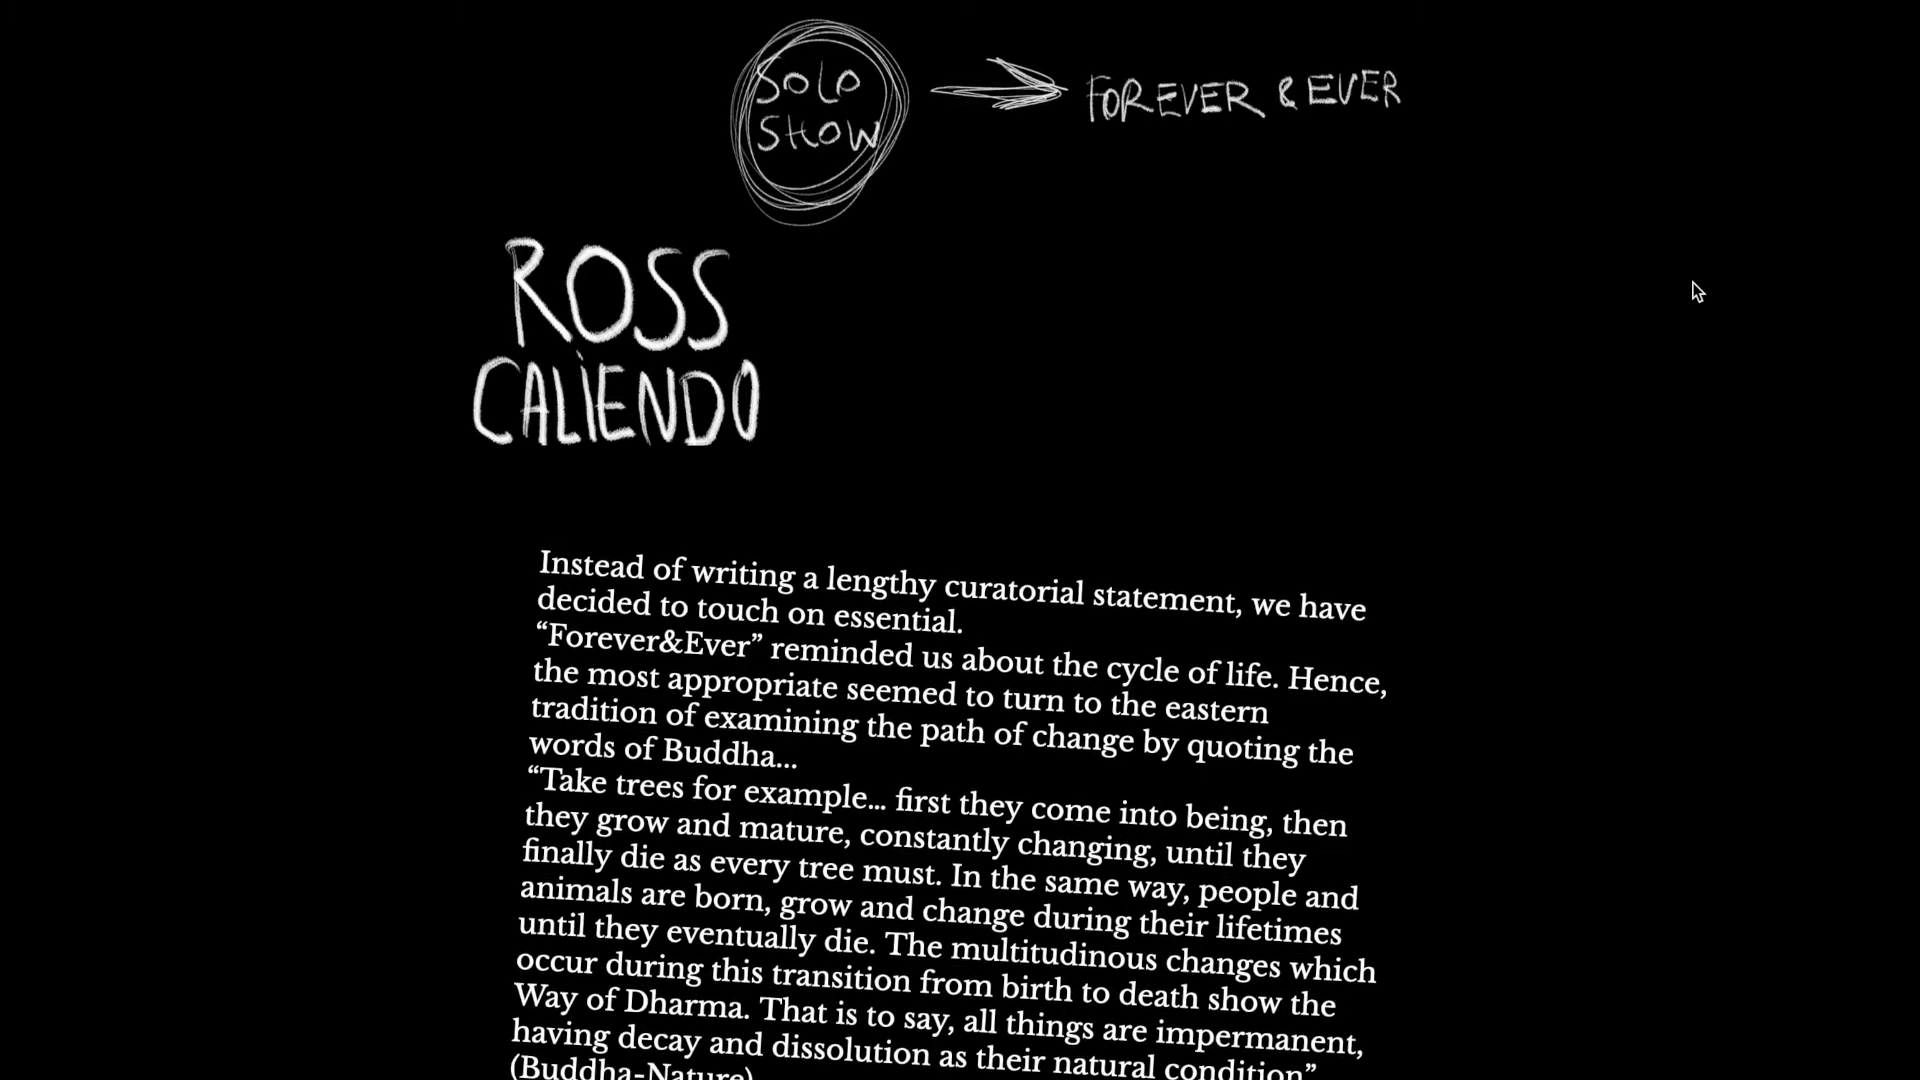 SOLO
SHOW
FOREVER & EVER
ROSS
CALiENDO
Instead of writing a lengthy curatorial statement, we have
decided to touch on essential.
“Forever&Ever” reminded us about the cycle of life. Hence,
the most appropriate seemed to turn to the eastern
tradition of examining the path of change by quoting the
words of Buddha...
“Take trees for example... first they come into being, then
they grow and mature, constantly changing, until they
finally die as every tree must. In the same way, people and
animals are born, grow and change during their lifetimes
until they eventually die. The multitudinous changes which
occur during this transition from birth to death show the
Way of Dharma. That is to say, all things are impermanent,
having decay and dissolution as their natural condition”
(Buddha-Nature)